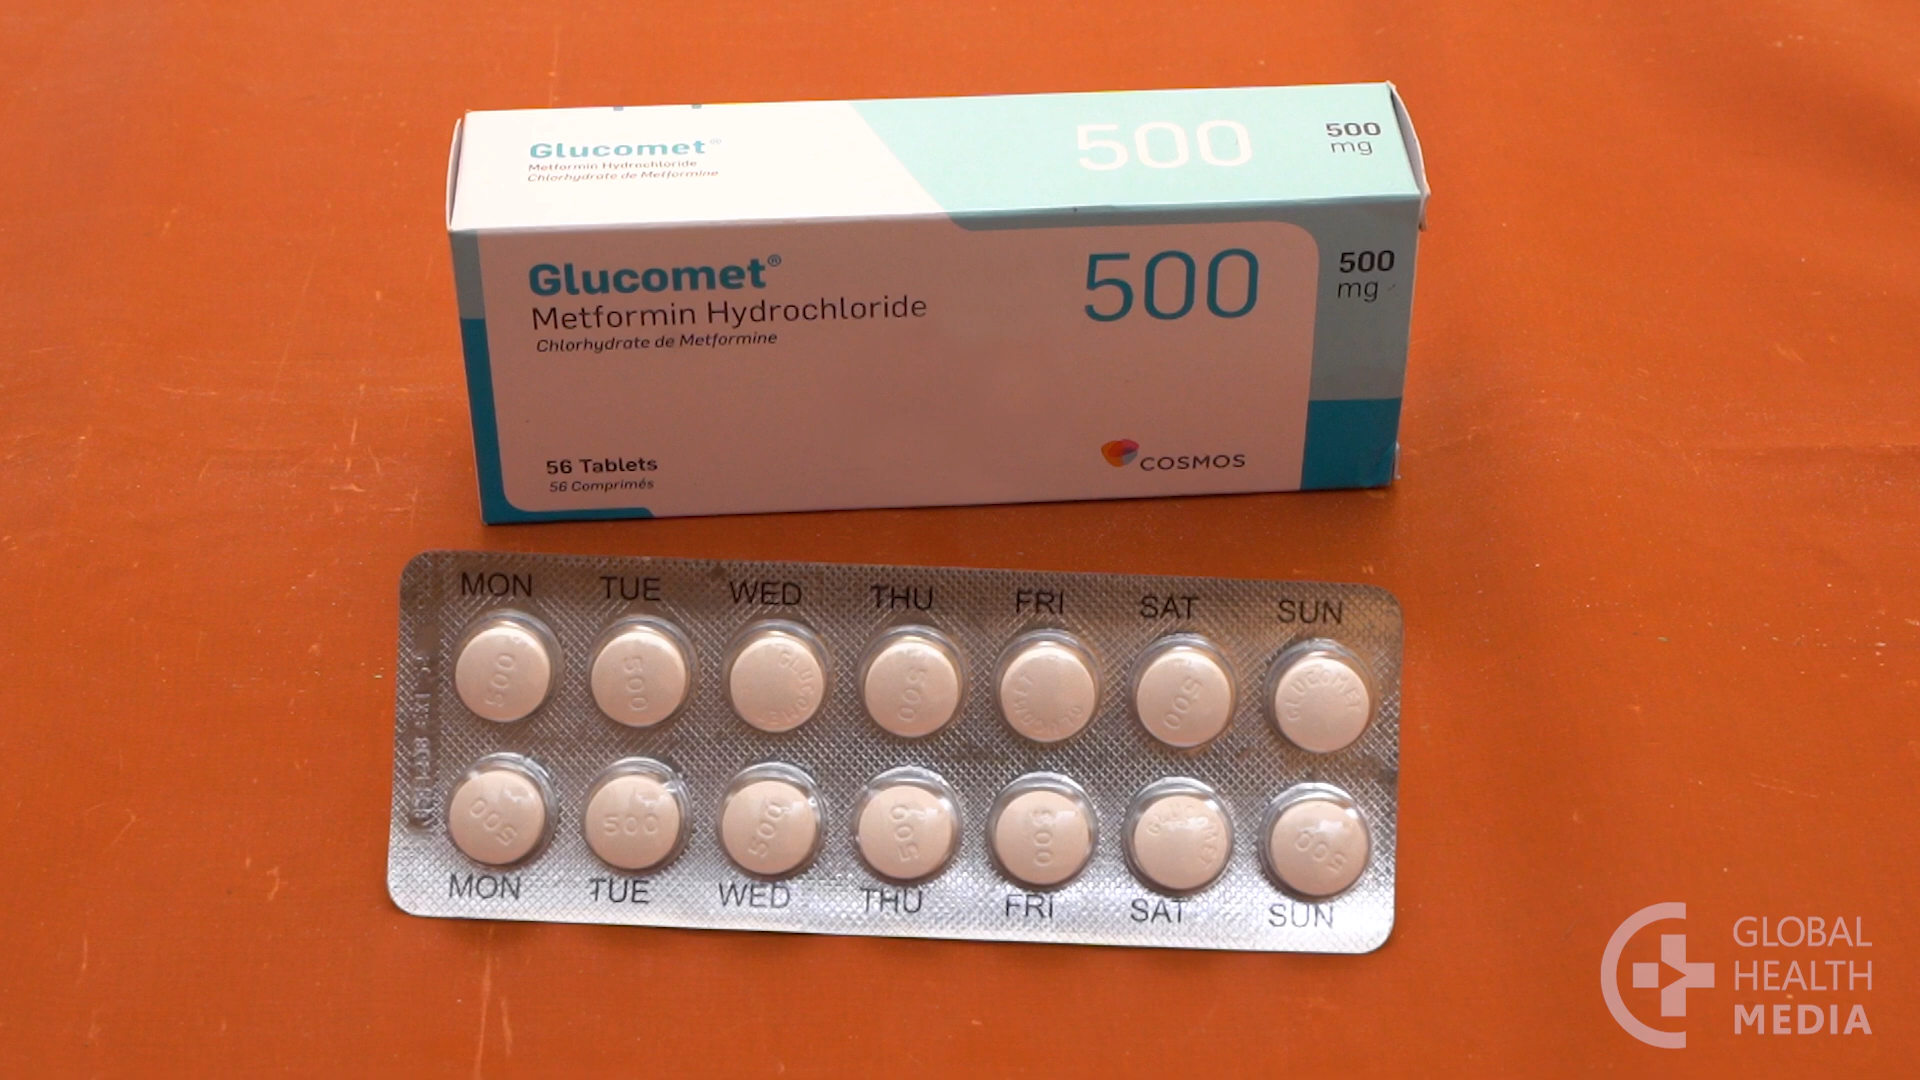 Glucomet®
Metformin Hydrochloride
Chlorhydrate de Metformine
500
500
mg
Glucomet®
Metformin Hydrochloride
Chlorhydrate de Metformine
500
500
mg
56 Tablets
56 Comprimés
COSMOS
MON TUE WED THU FRI SAT SUN
500 500 GLUCOMET 500 GLUCOMET 500 GLUCOMET
500 500 500 500 500 GLUCOMET 500
MON TUE WED THU FRI SAT SUN
GLOBAL
HEALTH
MEDIA